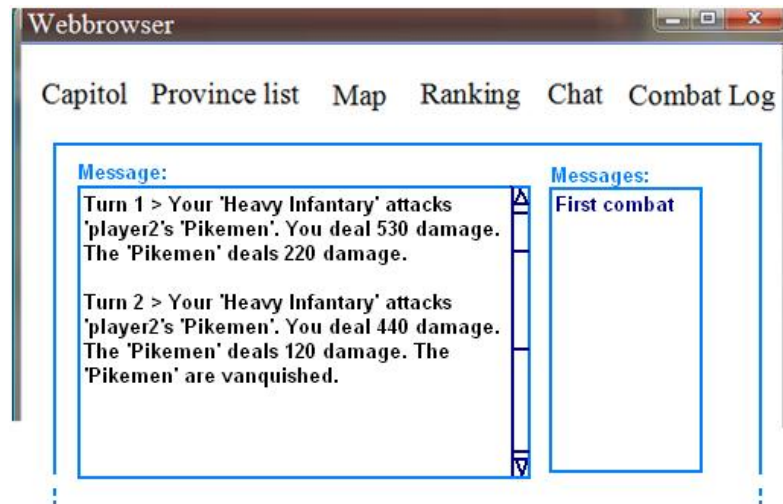 Webbrowser
Capitol Province list Map Ranking Chat Combat Log
Message:
Turn 1 > Your 'Heavy Infantary' attacks
'player2's 'Pikemen'. You deal 530 damage.
The 'Pikemen' deals 220 damage.
Turn 2 > Your 'Heavy Infantary' attacks
'player2's 'Pikemen'. You deal 440 damage.
The 'Pikemen' deals 120 damage. The
'Pikemen' are vanquished.
Messages:
First combat